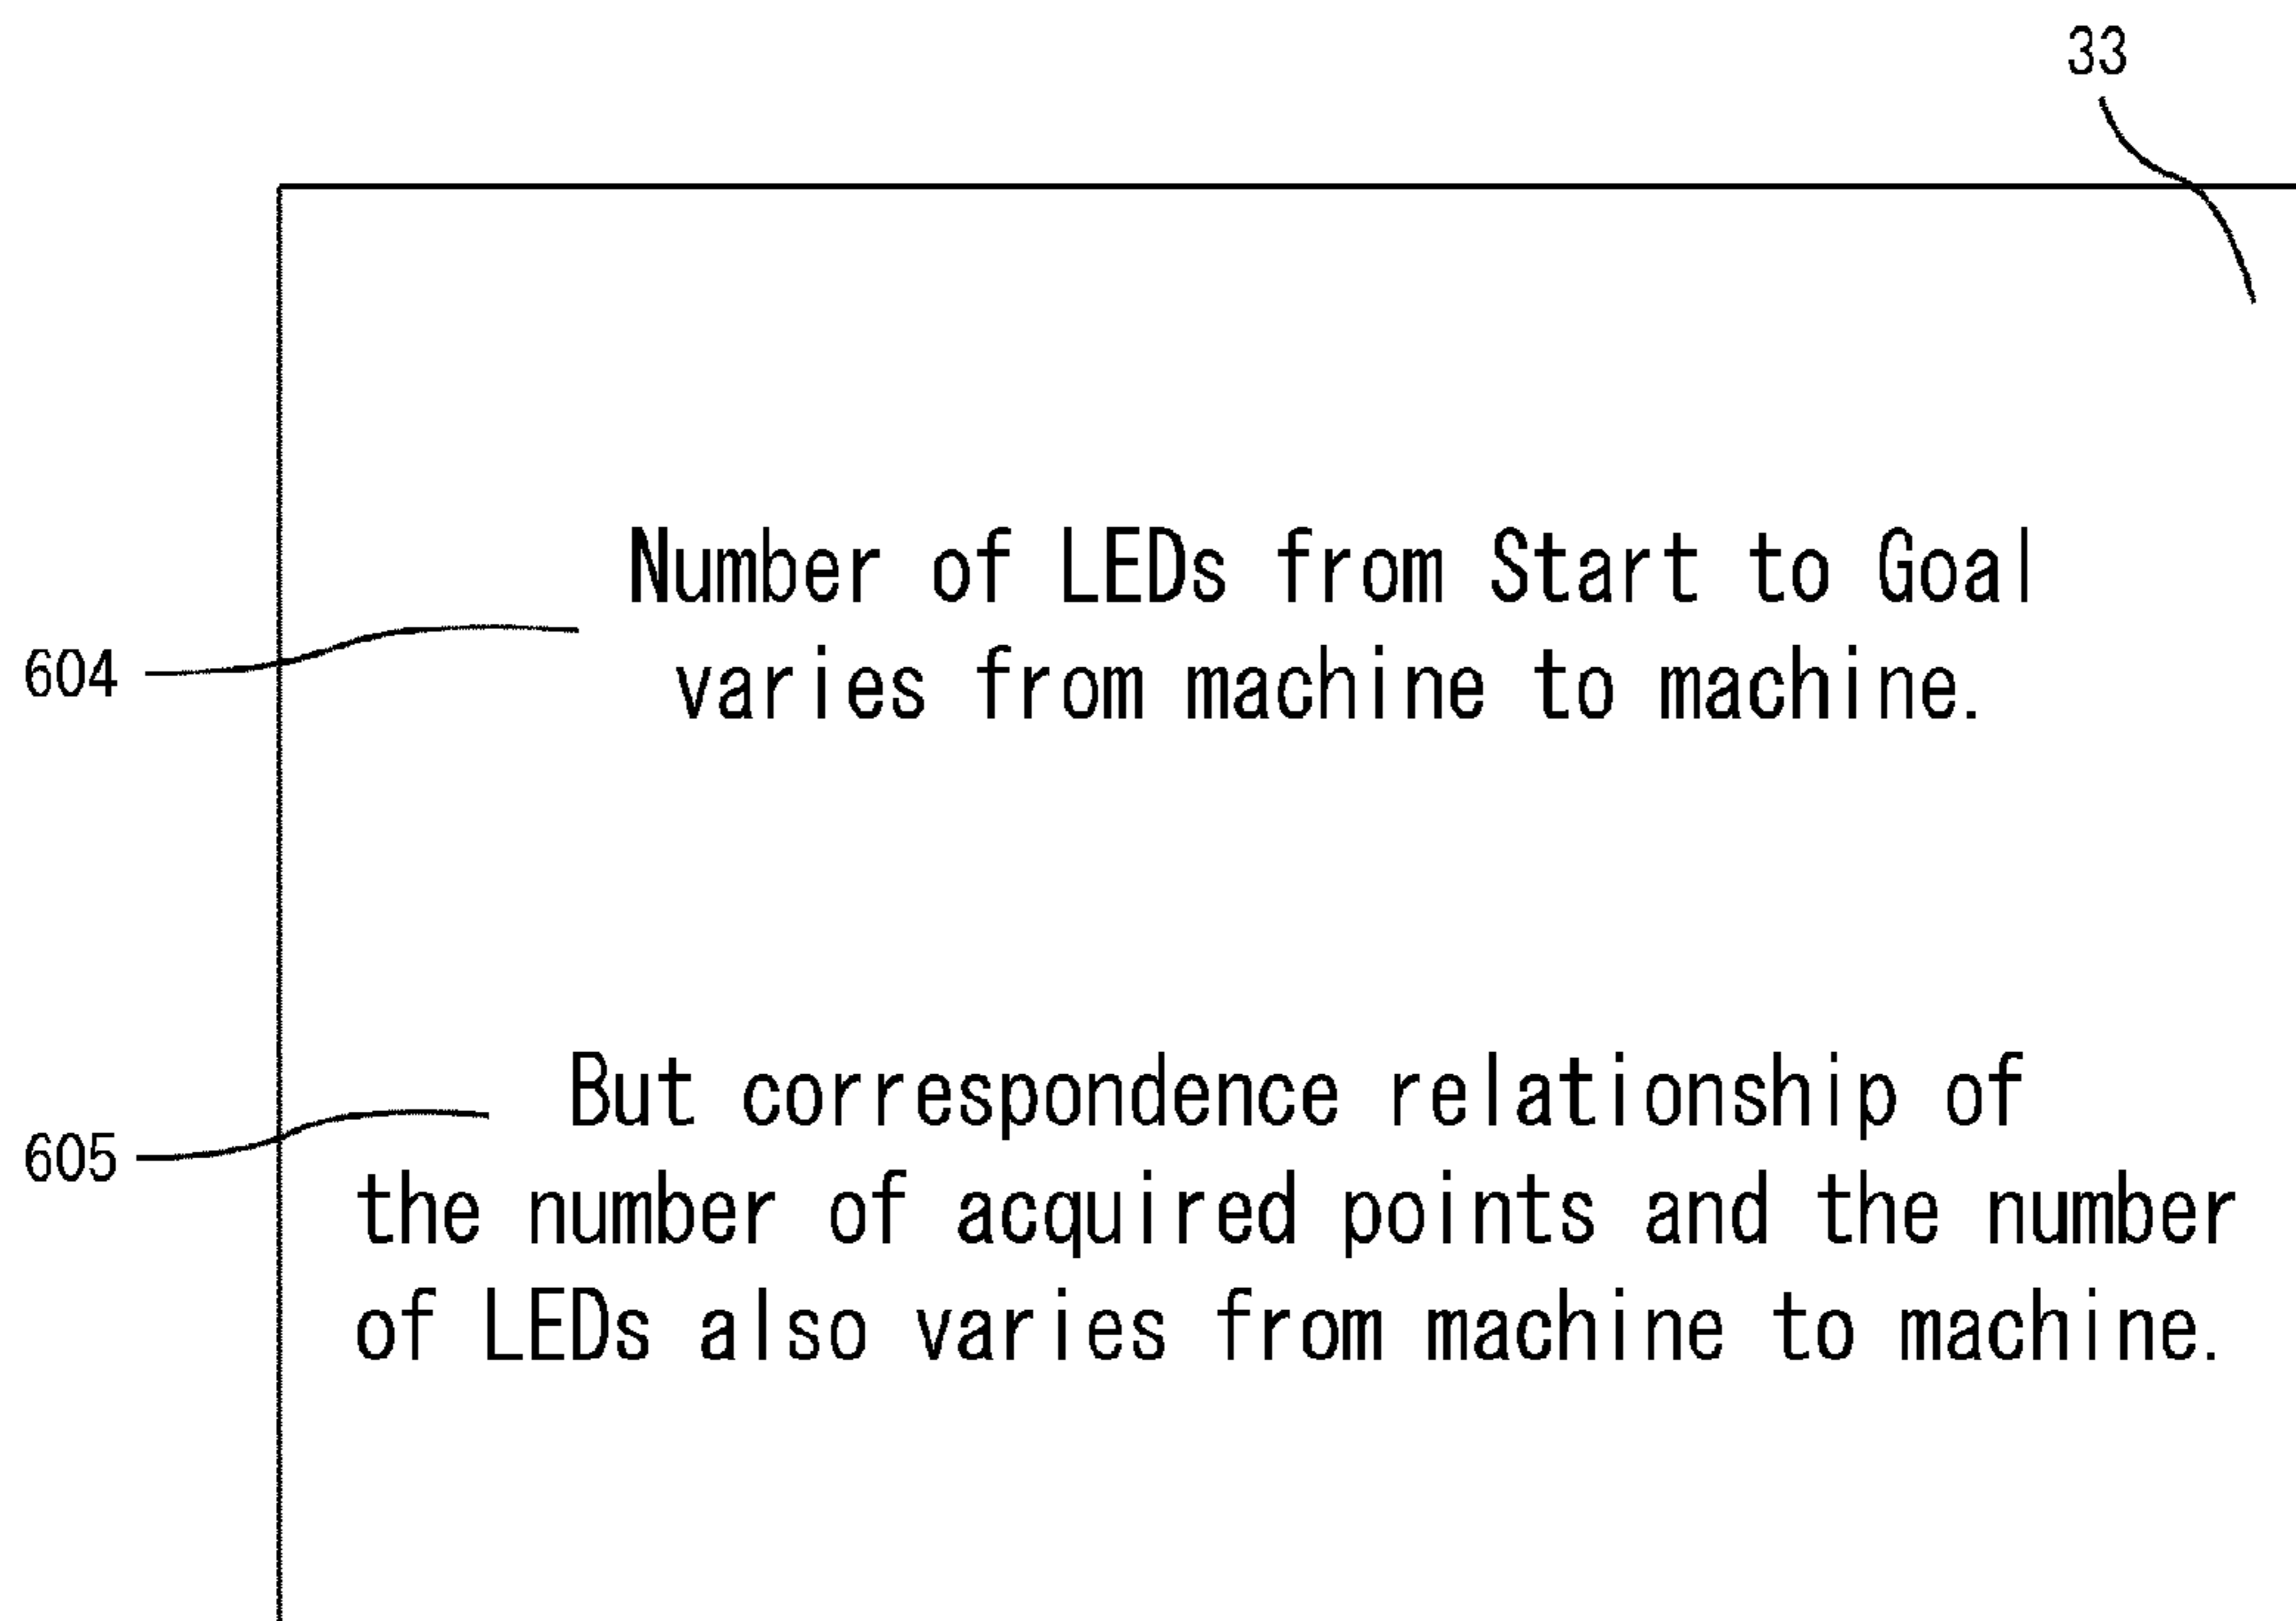 33
Number of LEDs from Start to Goal
604
varies from machine to machine.
But correspondence relationship of
605
the number of acquired points and the number
of LEDs also varies from machine to machine.